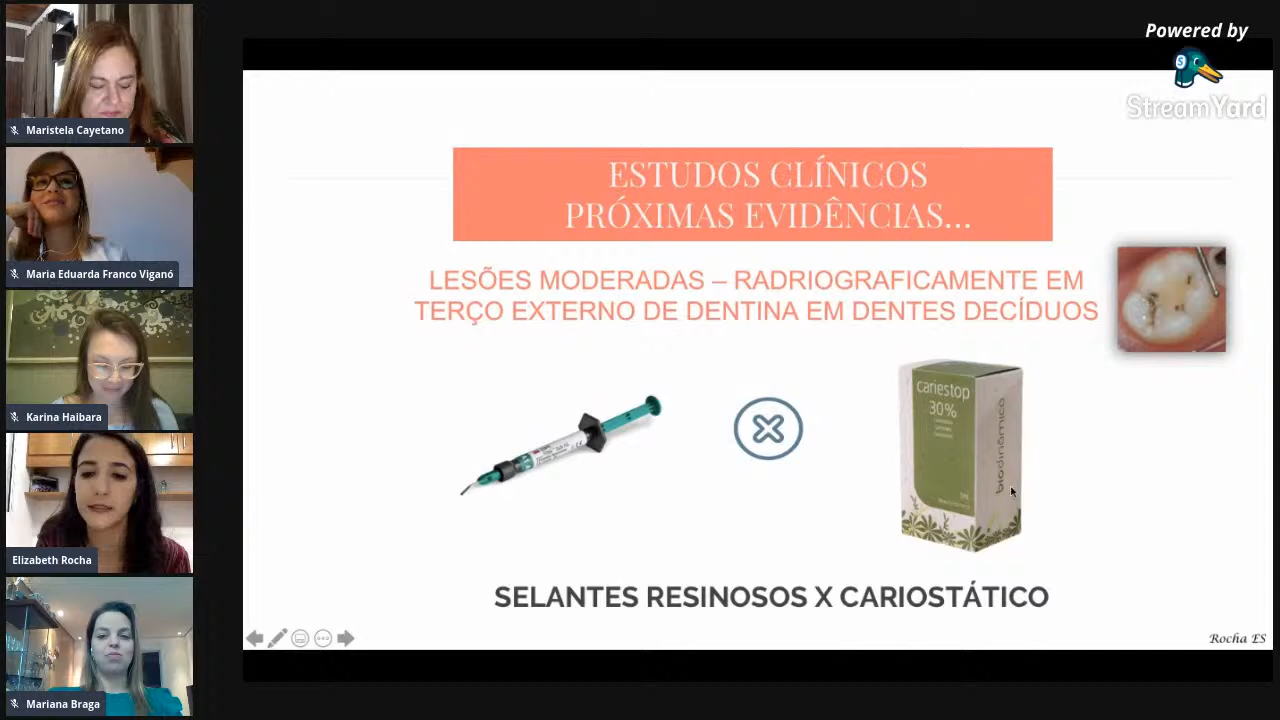 Powered by
StreamYard
Maristela Cayetano
Maria Eduarda Franco Viganó
Karina Haibara
Elizabeth Rocha
Mariana Braga
ESTUDOS CLÍNICOS
PRÓXIMAS EVIDÊNCIAS...
LESÕES MODERADAS – RADRIOGRAFICAMENTE EM
TERÇO EXTERNO DE DENTINA EM DENTES DECÍDUOS
cariestop
30%
biodinâmica
SELANTES RESINOSOS X CARIOSTÁTICO
Rocha ES